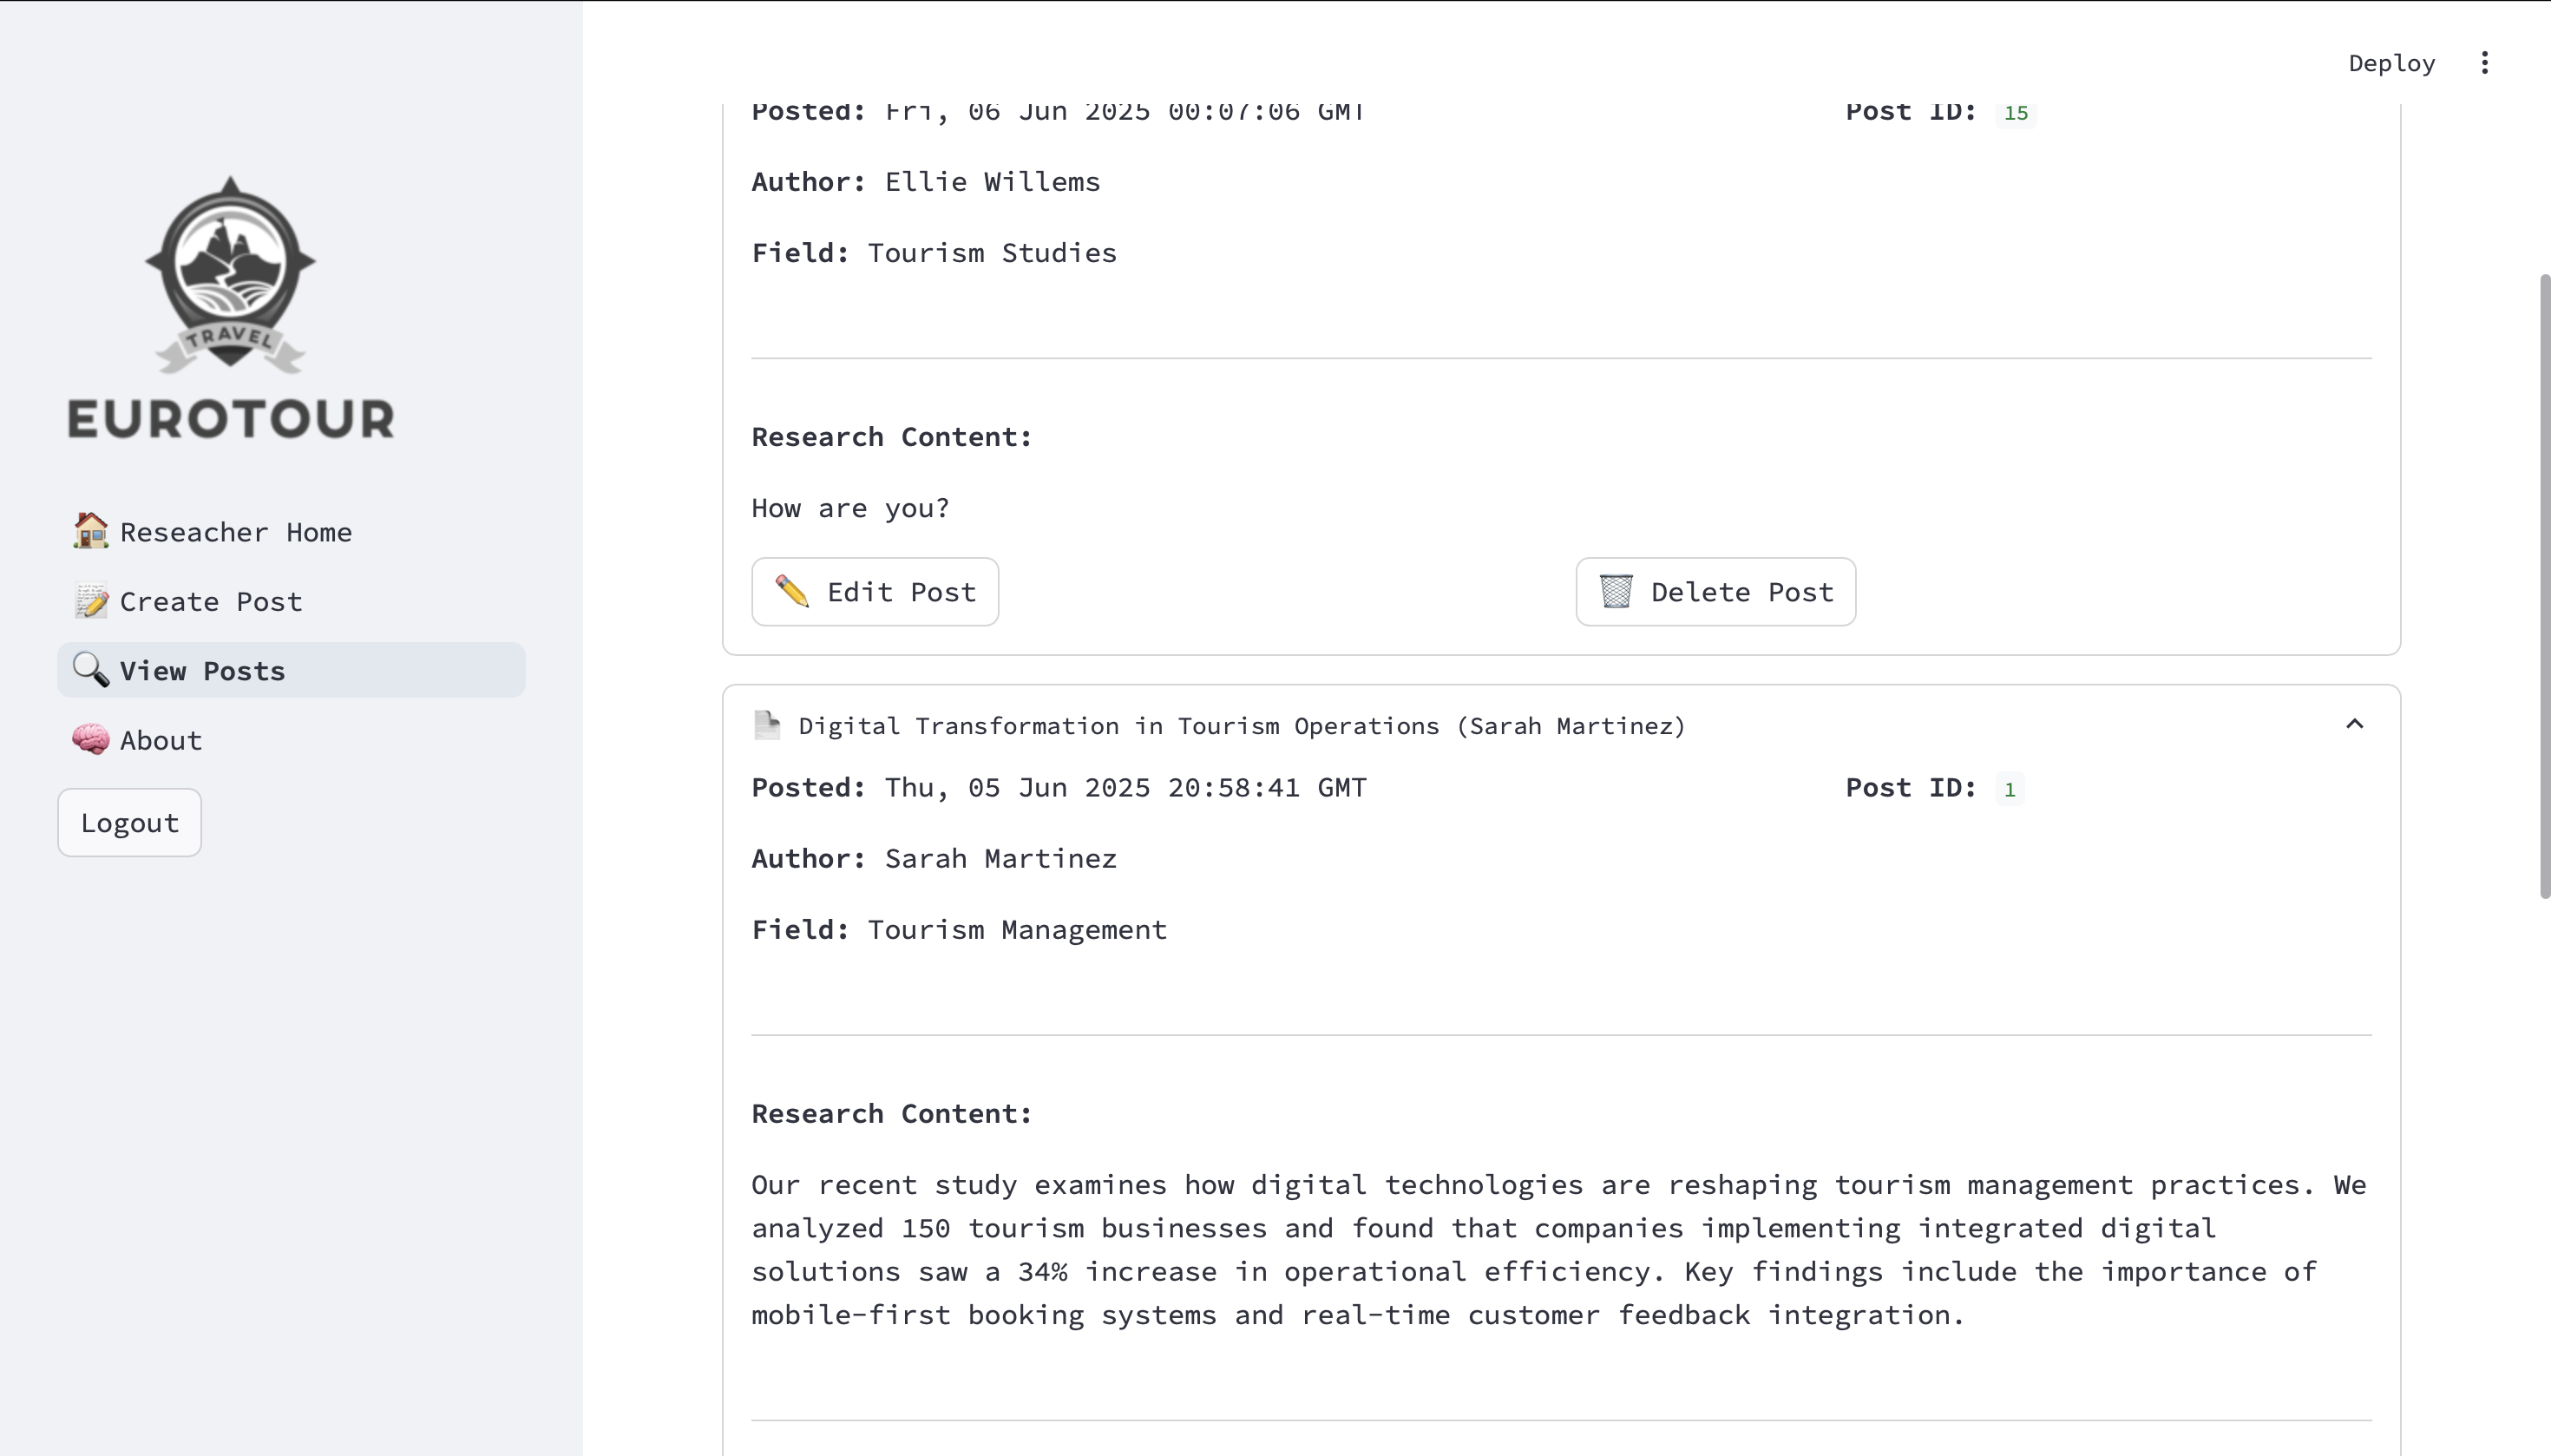 Deploy
TRAVEL
EUROTOUR
Reseacher Home
Create Post
View Posts
About
Logout
Posted: Fri, 06 Jun 2025 00:07:06 GMT
Post ID: 15
Author: Ellie Willems
Field: Tourism Studies
Research Content:
How are you?
Edit Post
Delete Post
Digital Transformation in Tourism Operations (Sarah Martinez)
Posted: Thu, 05 Jun 2025 20:58:41 GMT
Post ID: 1
Author: Sarah Martinez
Field: Tourism Management
Research Content:
Our recent study examines how digital technologies are reshaping tourism management practices. We
analyzed 150 tourism businesses and found that companies implementing integrated digital
solutions saw a 34% increase in operational efficiency. Key findings include the importance of
mobile-first booking systems and real-time customer feedback integration.